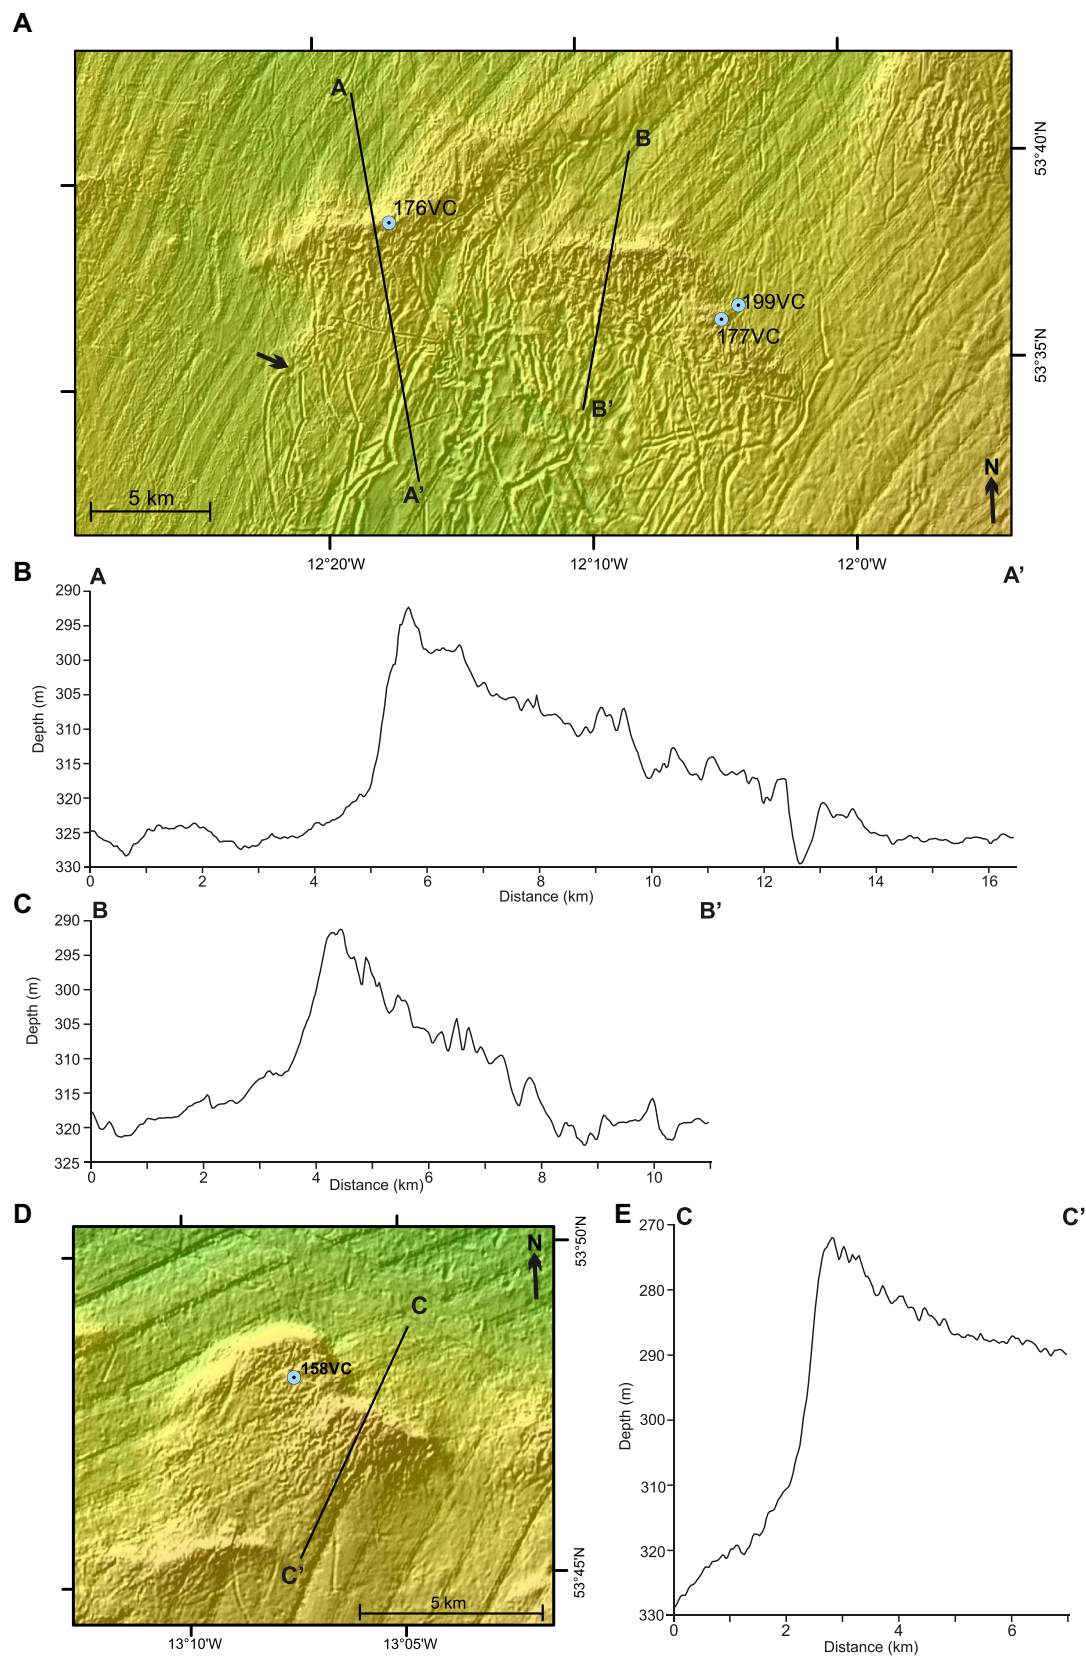 A
A
B
53°40'N
176VC
199VC
177VC
53°35'N
B'
N
A'
5 km
12°20'W 12°10'W 12°0'W
B A A'
290
295
300
305
310
315
320
325
330
Depth (m)
0 2 4 6 8 10 12 14 16
Distance (km)
C B B'
290
295
300
305
310
315
320
325
Depth (m)
0 2 4 6 8 10
Distance (km)
D
N
53°50'N
C
158VC
C'
53°45'N
5 km
13°10'W 13°05'W
E C C'
270
280
290
300
310
320
330
Depth (m)
0 2 4 6
Distance (km)